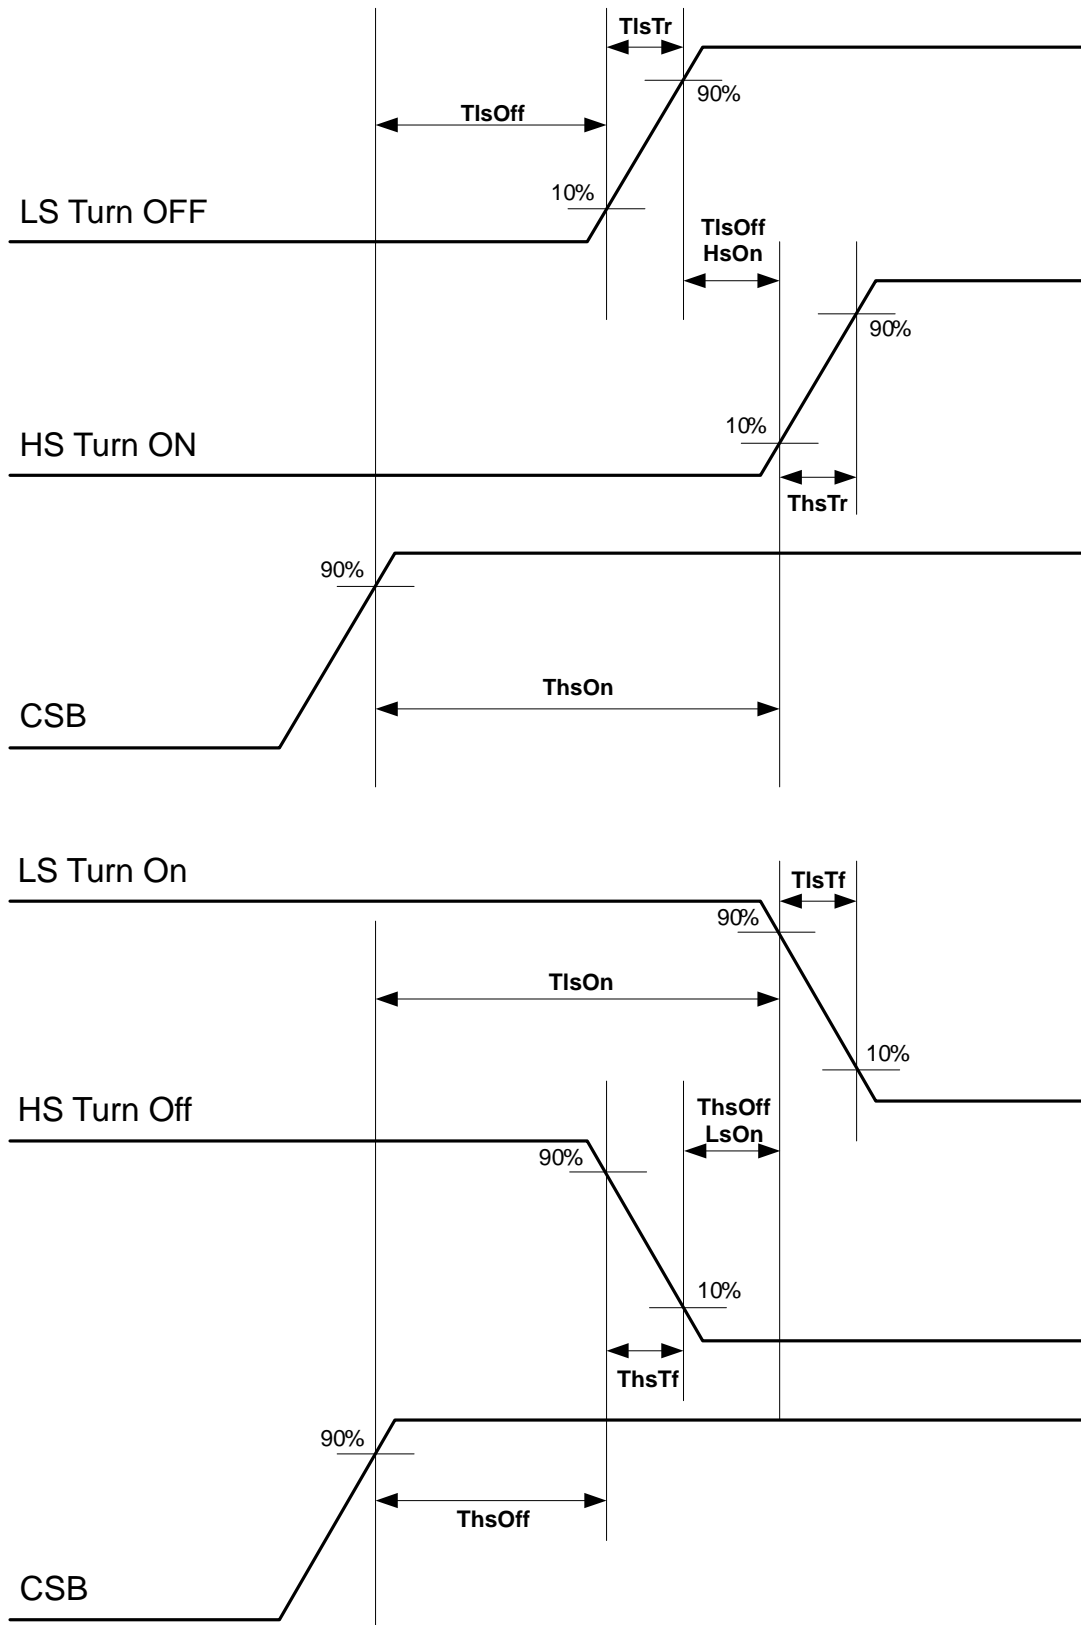 TlsTr
90%
TlsOff
10%
LS Turn OFF
TlsOff
HsOn
90%
10%
HS Turn ON
ThsTr
90%
ThsOn
CSB
LS Turn On
TlsTf
90%
TlsOn
10%
HS Turn Off
ThsOff
LsOn
90%
10%
ThsTf
90%
ThsOff
CSB